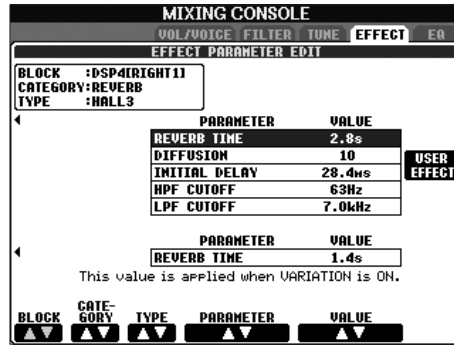 MIXING CONSOLE
VOL/VOICE FILTER TUNE EFFECT EQ
EFFECT PARAMETER EDIT
BLOCK :DSP4[RIGHT1]
CATEGORY:REVERB
TYPE :HALL3
PARAMETER VALUE
REVERB TIME 2.8s
DIFFUSION 10
INITIAL DELAY 28.4ms
HPF CUTOFF 63Hz
LPF CUTOFF 7.0kHz
USER EFFECT
PARAMETER VALUE
REVERB TIME 1.4s
This value is applied when VARIATION is ON.
BLOCK CATE-GORY TYPE PARAMETER VALUE